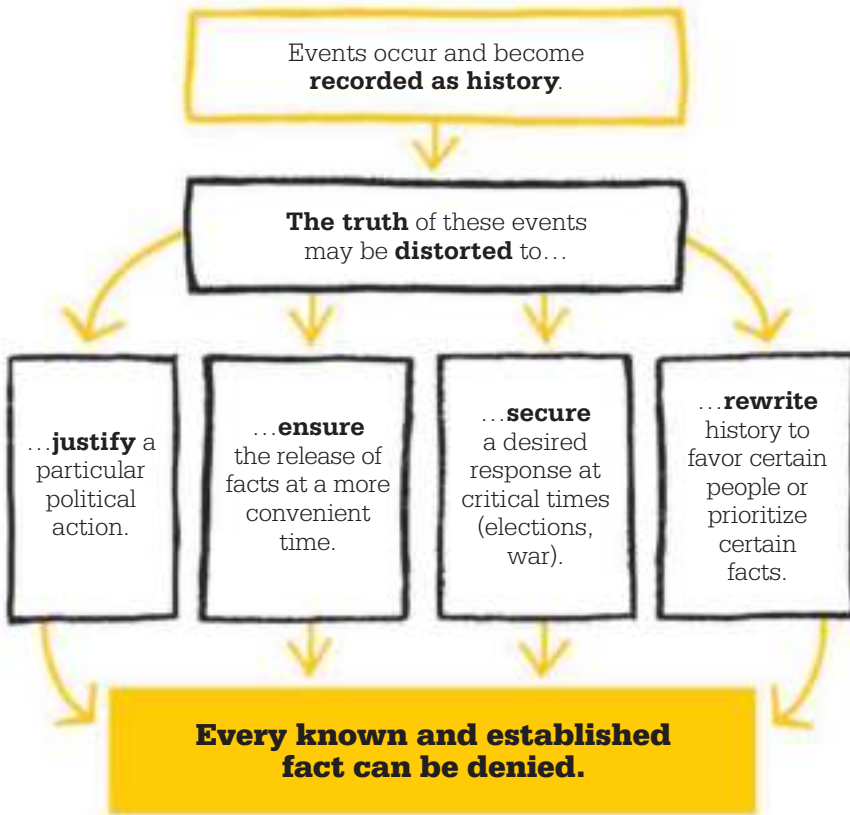 Events occur and become
recorded as history.
The truth of these events
may be distorted to...
...justify a
particular
political
action.
...ensure
the release of
facts at a more
convenient
time.
...secure
a desired
response at
critical times
(elections,
war).
...rewrite
history to
favor certain
people or
prioritize
certain
facts.
Every known and established
fact can be denied.